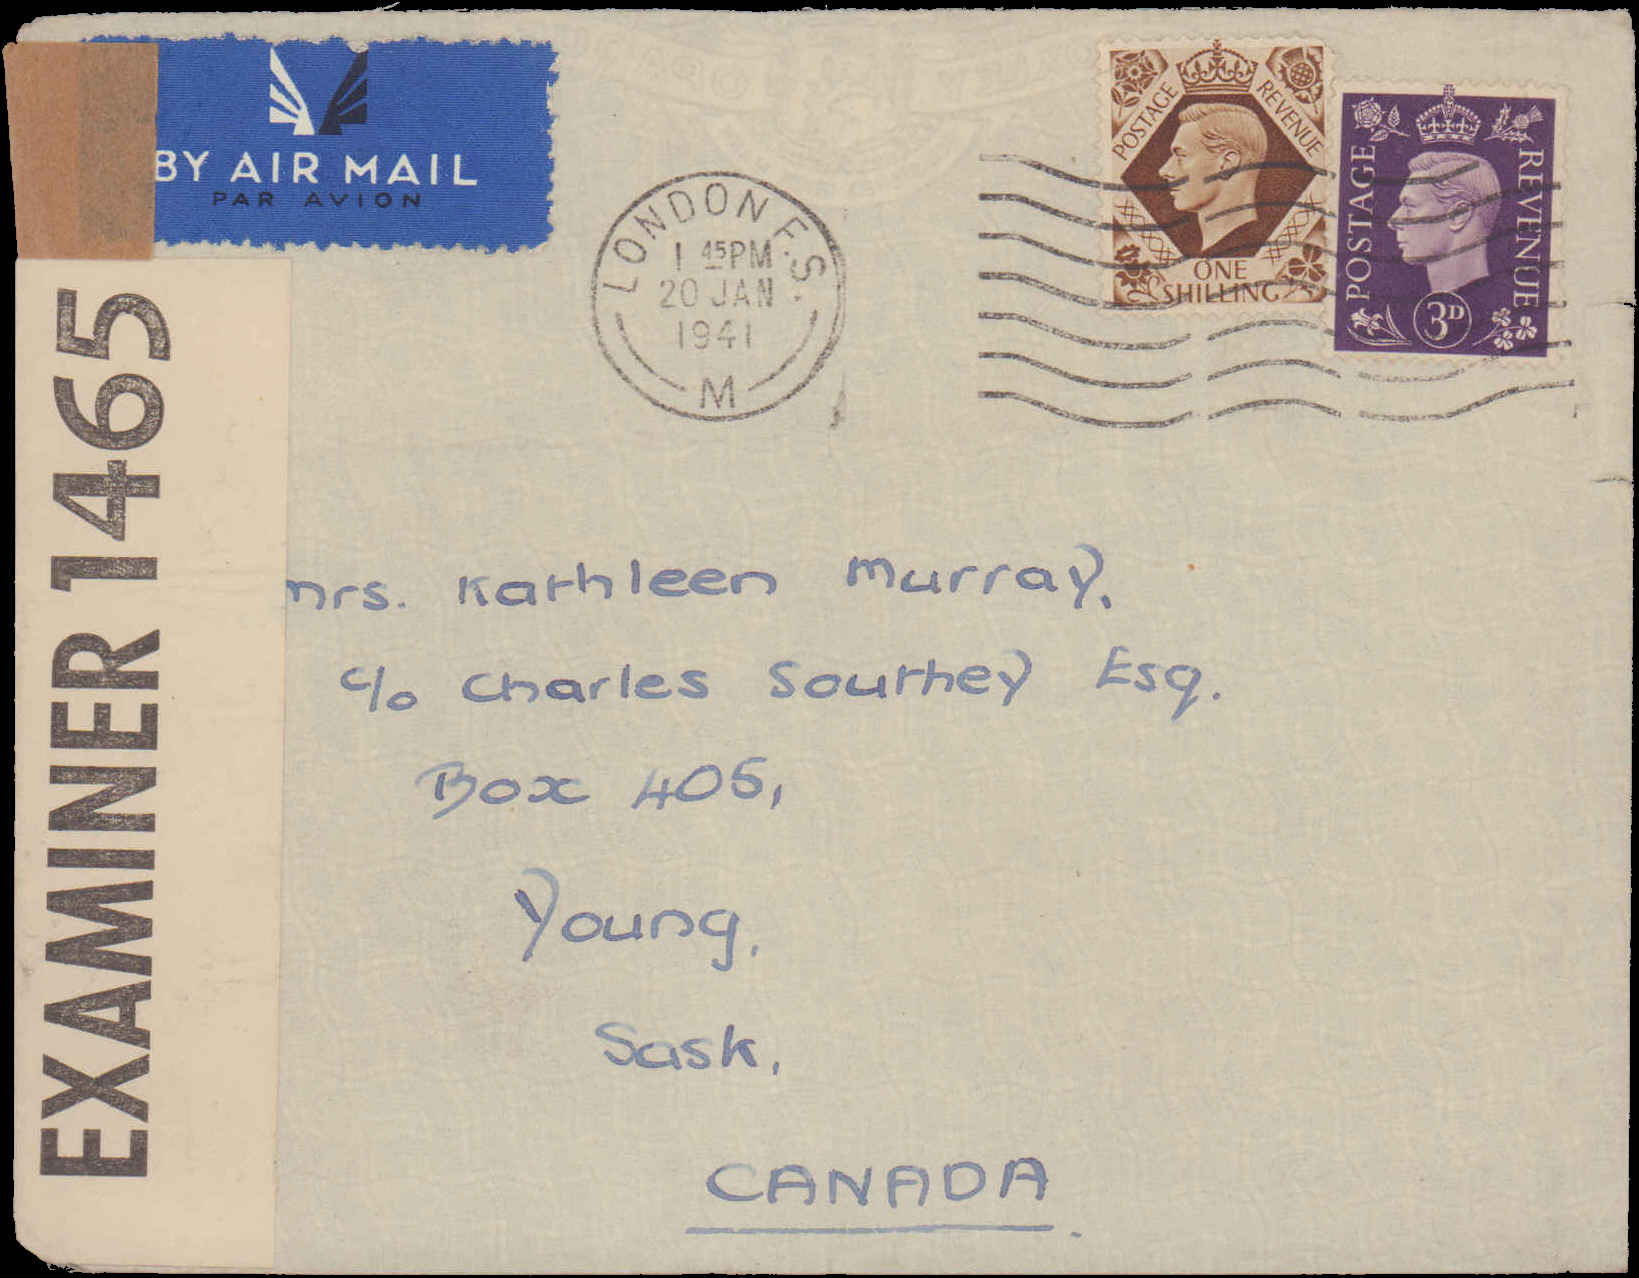 BY AIR MAIL
PAR AVION
LONDON F.S.
1 45PM
20 JAN
1941
M
POSTAGE REVENUE
ONE
SHILLING
POSTAGE REVENUE
3D
EXAMINER 1465
Mrs. Kathleen Murray,
c/o Charles Southey Esq.
Box 405,
Young,
Sask,
CANADA.